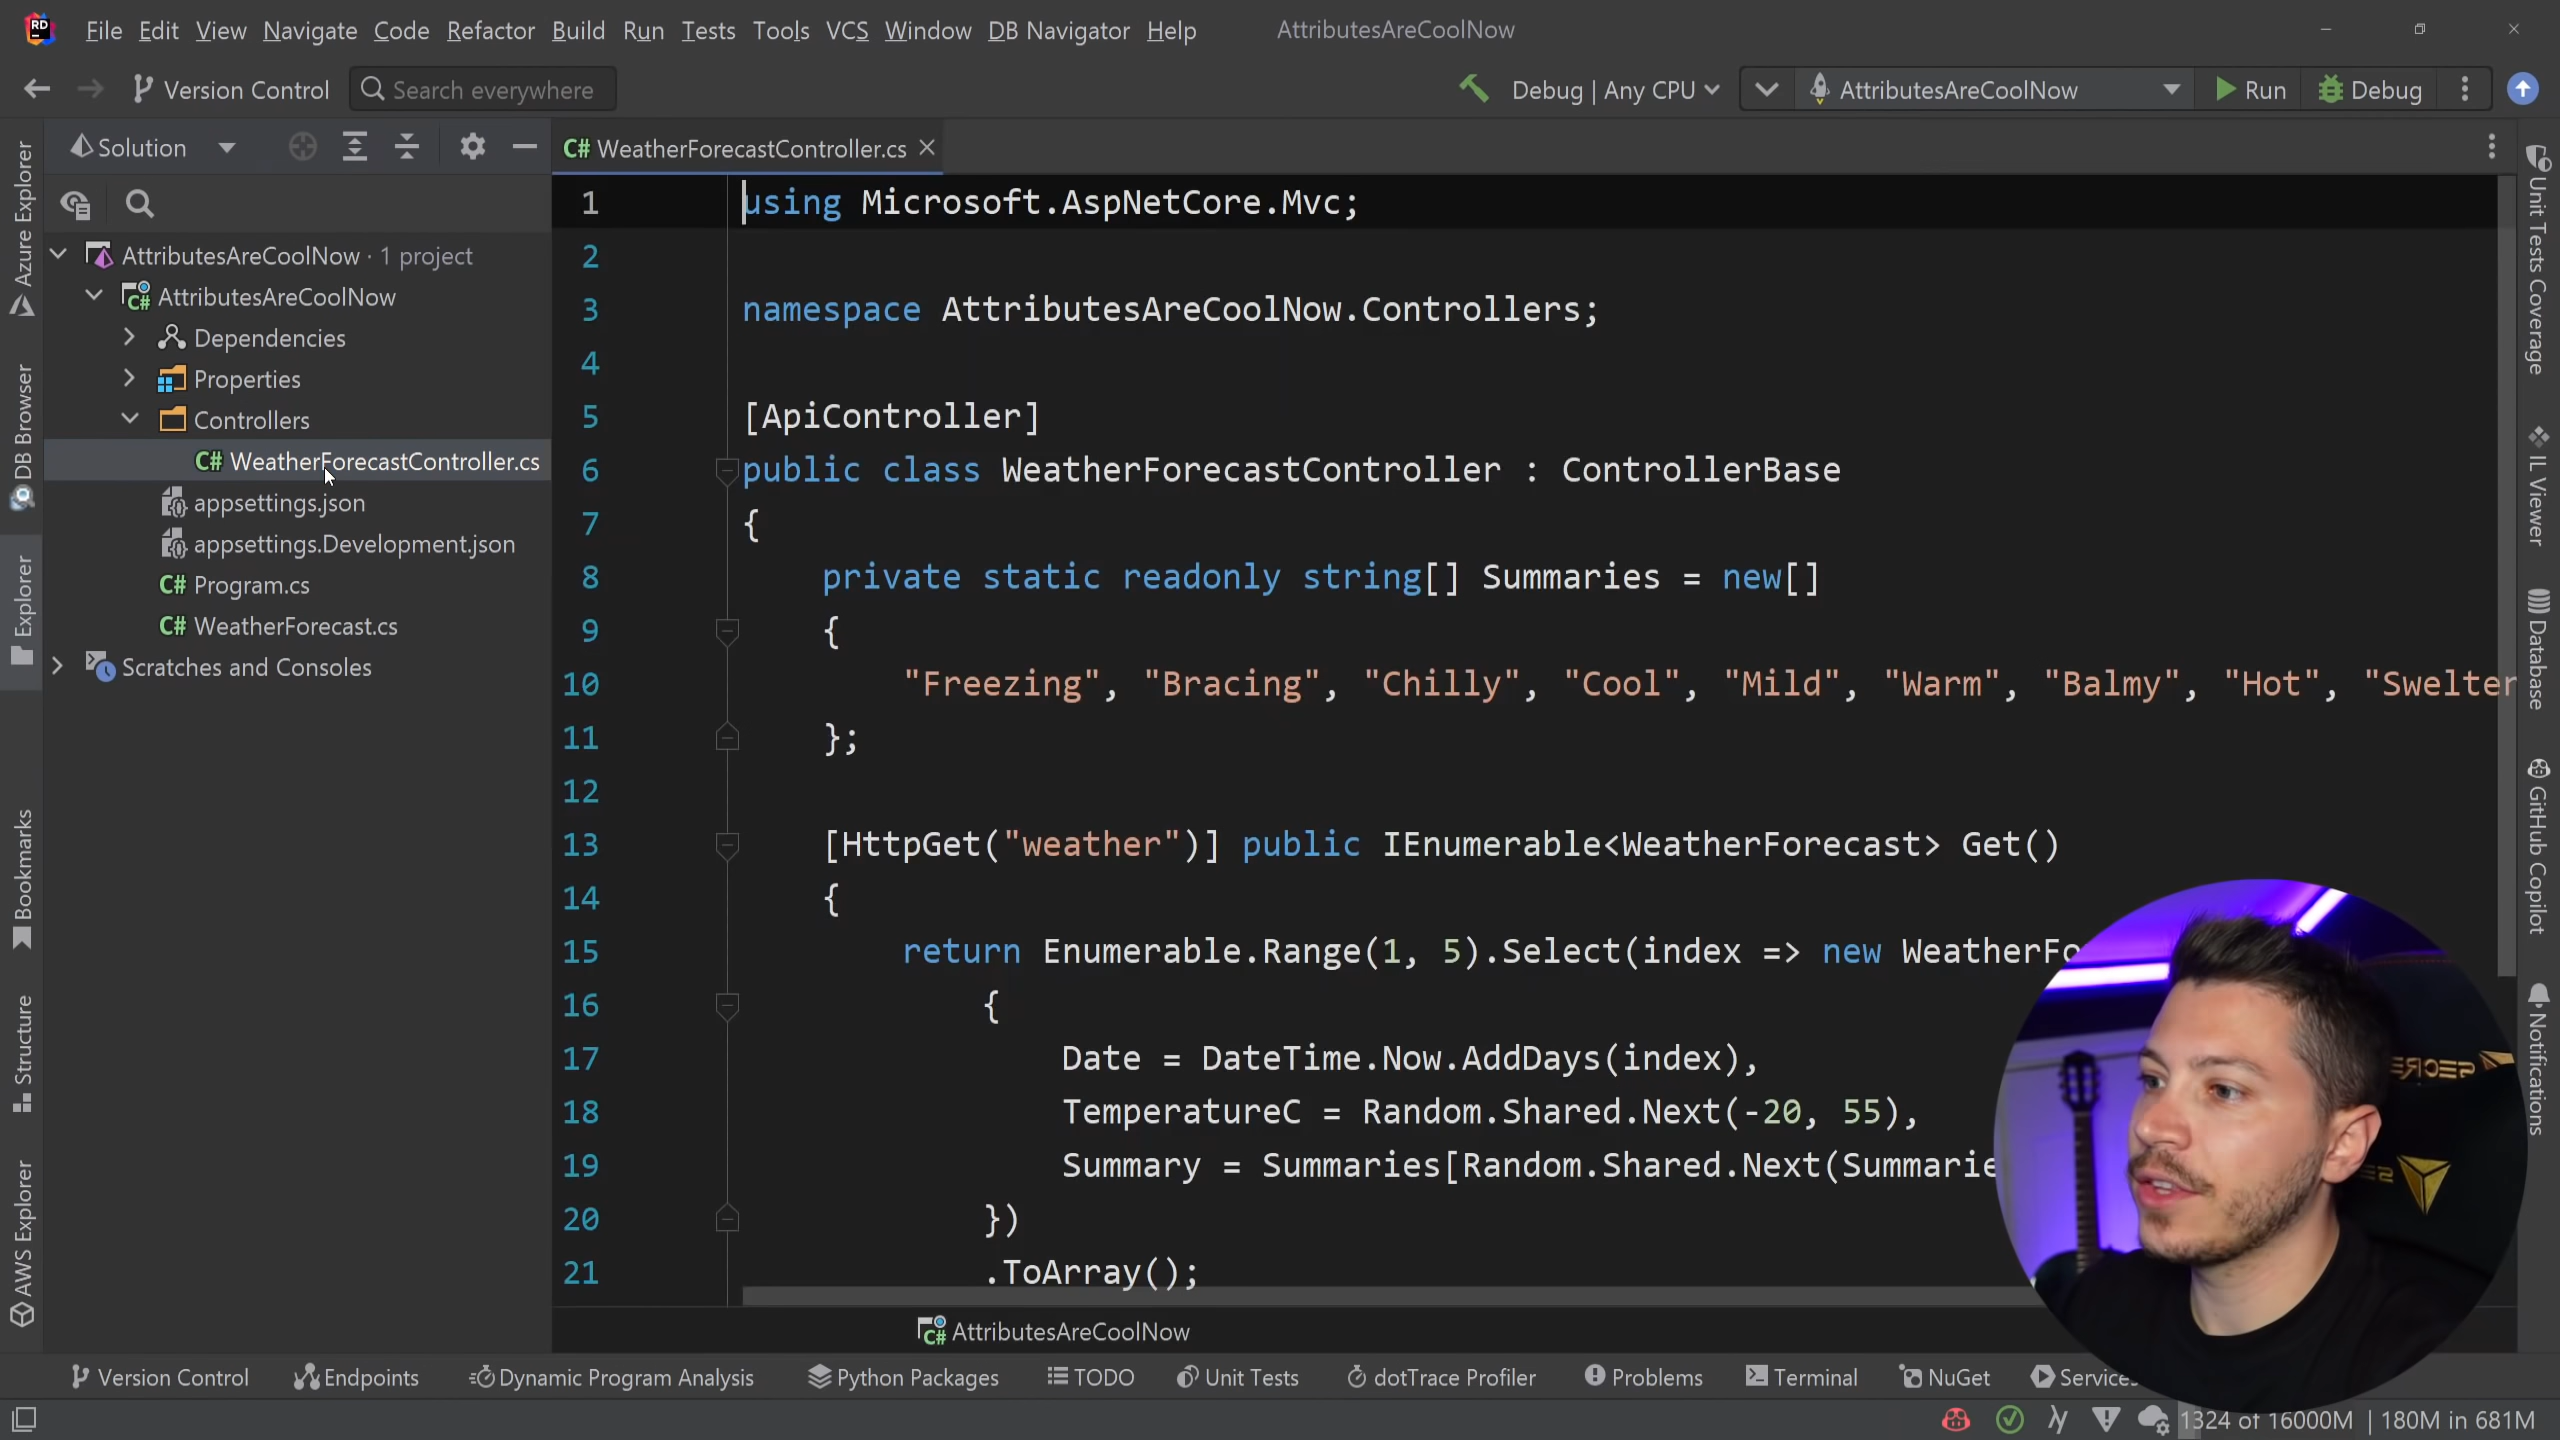 File Edit View Navigate Code Refactor Build Run Tests Tools VCS Window DB Navigator Help AttributesAreCoolNow
Version Control Search everywhere Debug | Any CPU AttributesAreCoolNow Run Debug
Solution
C# WeatherForecastController.cs
AttributesAreCoolNow · 1 project
AttributesAreCoolNow
Dependencies
Properties
Controllers
C# WeatherForecastController.cs
appsettings.json
appsettings.Development.json
C# Program.cs
C# WeatherForecast.cs
Scratches and Consoles
Azure Explorer
DB Browser
Explorer
Bookmarks
Structure
AWS Explorer
1 using Microsoft.AspNetCore.Mvc;
2
3 namespace AttributesAreCoolNow.Controllers;
4
5 [ApiController]
6 public class WeatherForecastController : ControllerBase
7 {
8 private static readonly string[] Summaries = new[]
9 {
10 "Freezing", "Bracing", "Chilly", "Cool", "Mild", "Warm", "Balmy", "Hot", "Swelter
11 };
12
13 [HttpGet("weather")] public IEnumerable<WeatherForecast> Get()
14 {
15 return Enumerable.Range(1, 5).Select(index => new WeatherFo
16 {
17 Date = DateTime.Now.AddDays(index),
18 TemperatureC = Random.Shared.Next(-20, 55),
19 Summary = Summaries[Random.Shared.Next(Summarie
20 })
21 .ToArray();
Unit Tests Coverage
IL Viewer
Database
GitHub Copilot
Notifications
AttributesAreCoolNow
Version Control Endpoints Dynamic Program Analysis Python Packages TODO Unit Tests dotTrace Profiler Problems Terminal NuGet Services
1324 of 16000M | 180M in 681M